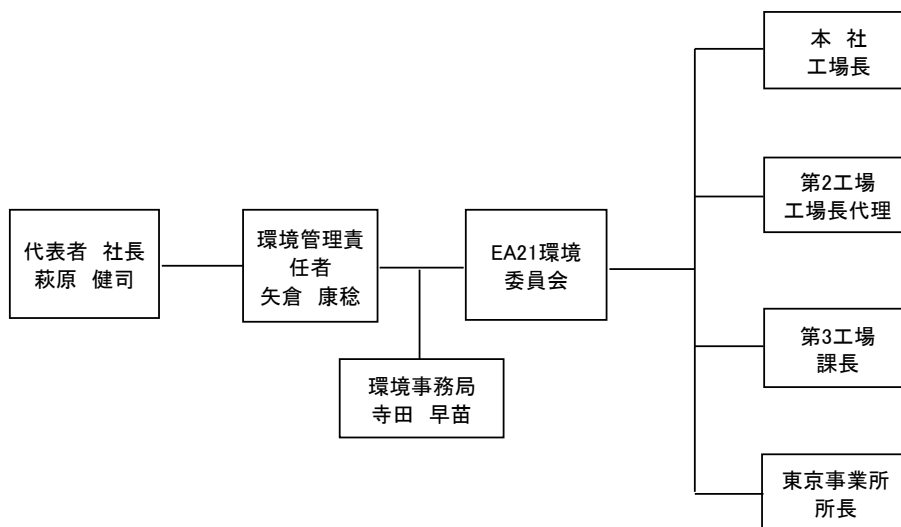 代表者 社長
萩原 健司
環境管理責
任者
矢倉 康稔
環境事務局
寺田 早苗
EA21環境
委員会
本 社
工場長
第2工場
工場長代理
第3工場
課長
東京事業所
所長